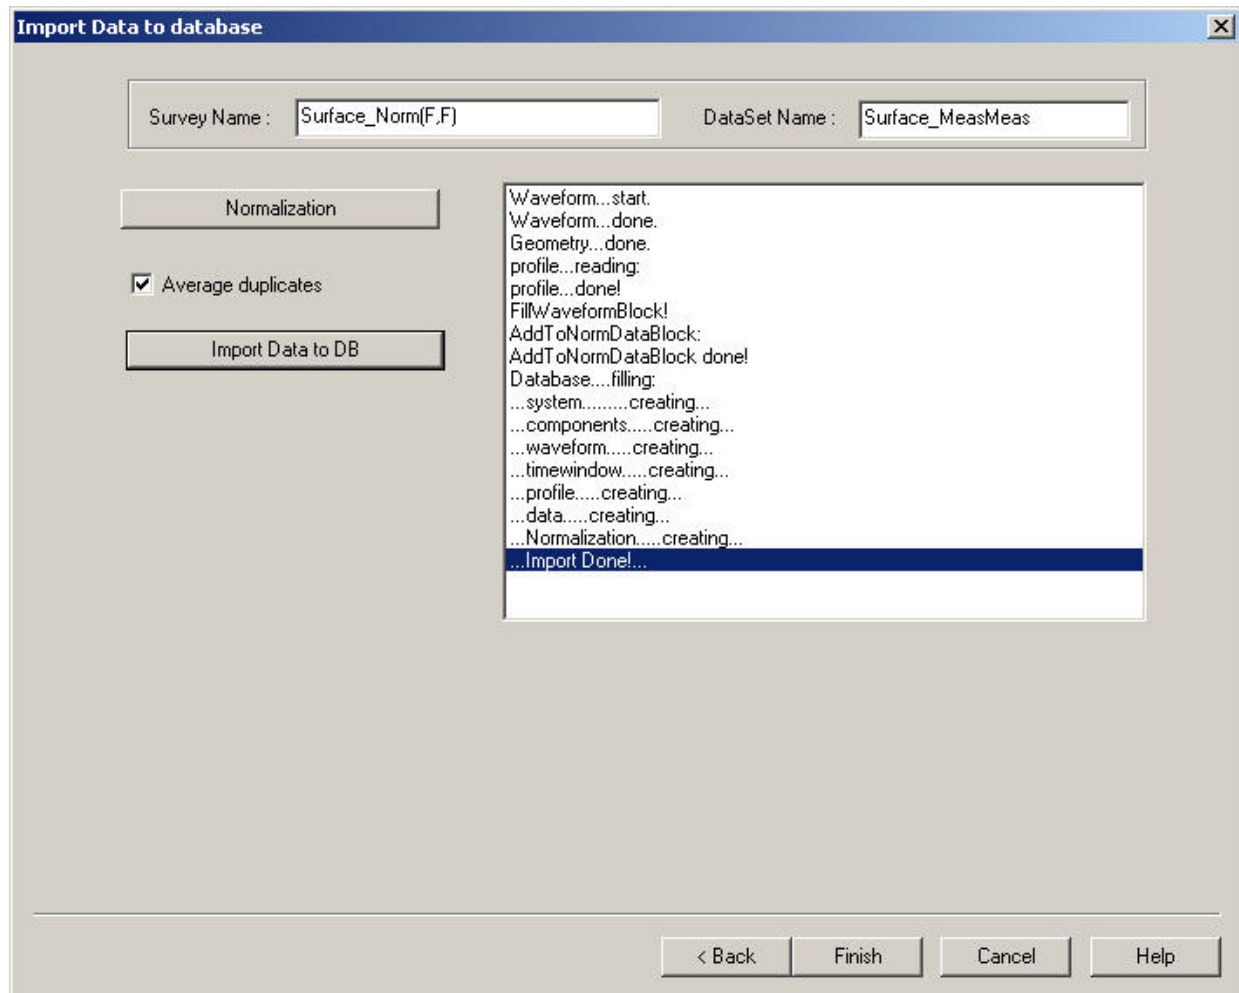 Import Data to database
Survey Name : Surface_Norm(F,F) DataSet Name : Surface_MeasMeas
Normalization
Average duplicates
Import Data to DB
Waveform...start.
Waveform...done.
Geometry...done.
profile...reading:
profile...done!
FillWaveformBlock!
AddToNormDataBlock:
AddToNormDataBlock done!
Database....filling:
...system.........creating...
...components.....creating...
...waveform.....creating...
...timewindow.....creating...
...profile.....creating...
...data.....creating...
...Normalization.....creating...
...Import Done!...
< Back Finish Cancel Help